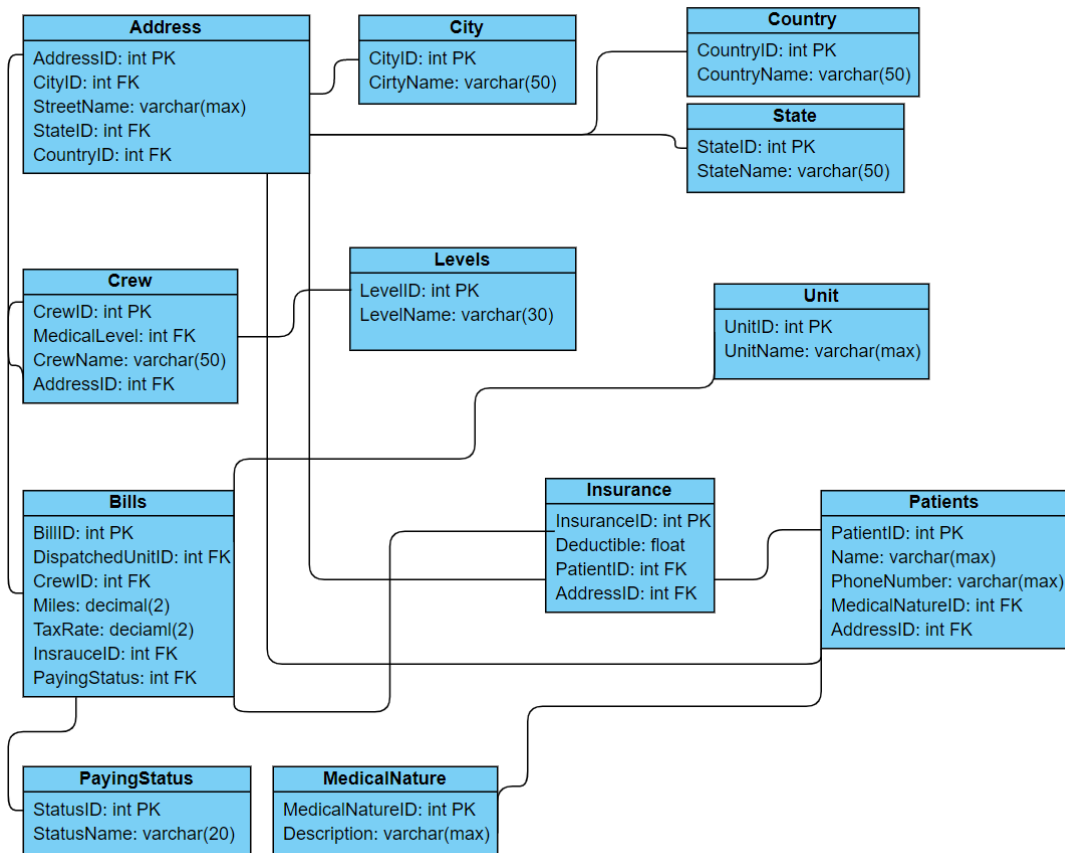 Address
AddressID: int PK
CityID: int FK
StreetName: varchar(max)
StateID: int FK
CountryID: int FK
City
CityID: int PK
CirtyName: varchar(50)
Country
CountryID: int PK
CountryName: varchar(50)
State
StateID: int PK
StateName: varchar(50)
Crew
CrewID: int PK
MedicalLevel: int FK
CrewName: varchar(50)
AddressID: int FK
Levels
LevelID: int PK
LevelName: varchar(30)
Unit
UnitID: int PK
UnitName: varchar(max)
Bills
BillID: int PK
DispatchedUnitID: int FK
CrewID: int FK
Miles: decimal(2)
TaxRate: deciaml(2)
InsrauceID: int FK
PayingStatus: int FK
Insurance
InsuranceID: int PK
Deductible: float
PatientID: int FK
AddressID: int FK
Patients
PatientID: int PK
Name: varchar(max)
PhoneNumber: varchar(max)
MedicalNatureID: int FK
AddressID: int FK
PayingStatus
StatusID: int PK
StatusName: varchar(20)
MedicalNature
MedicalNatureID: int PK
Description: varchar(max)